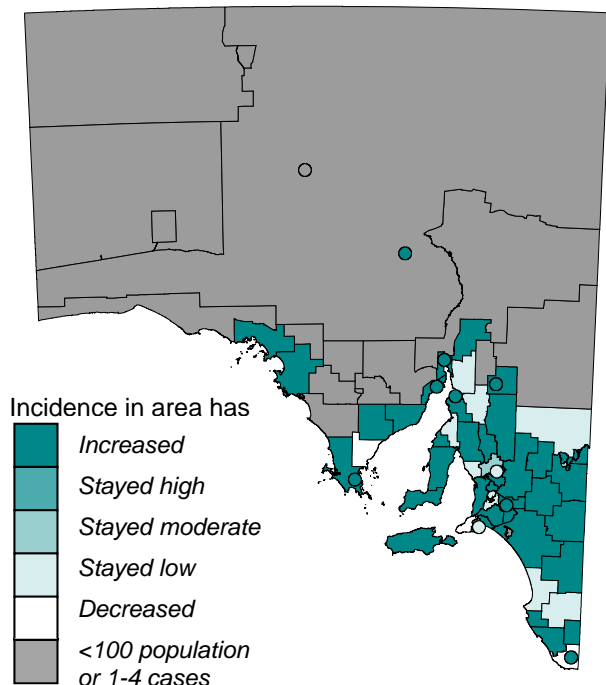 Incidence in area has
Increased
Stayed high
Stayed moderate
Stayed low
Decreased
<100 population
or 1-4 cases